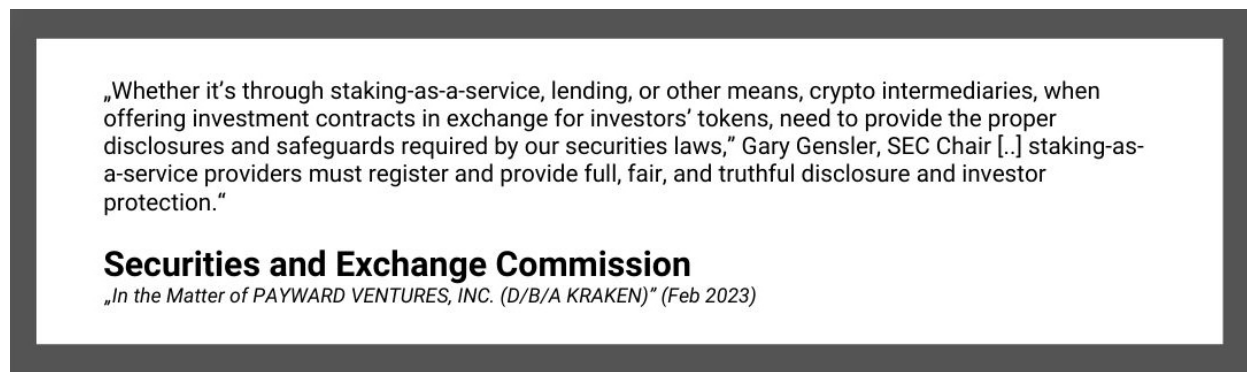 „Whether it’s through staking-as-a-service, lending, or other means, crypto intermediaries, when
offering investment contracts in exchange for investors’ tokens, need to provide the proper
disclosures and safeguards required by our securities laws,” Gary Gensler, SEC Chair [..] staking-as-
a-service providers must register and provide full, fair, and truthful disclosure and investor
protection.“
Securities and Exchange Commission
„In the Matter of PAYWARD VENTURES, INC. (D/B/A KRAKEN)” (Feb 2023)